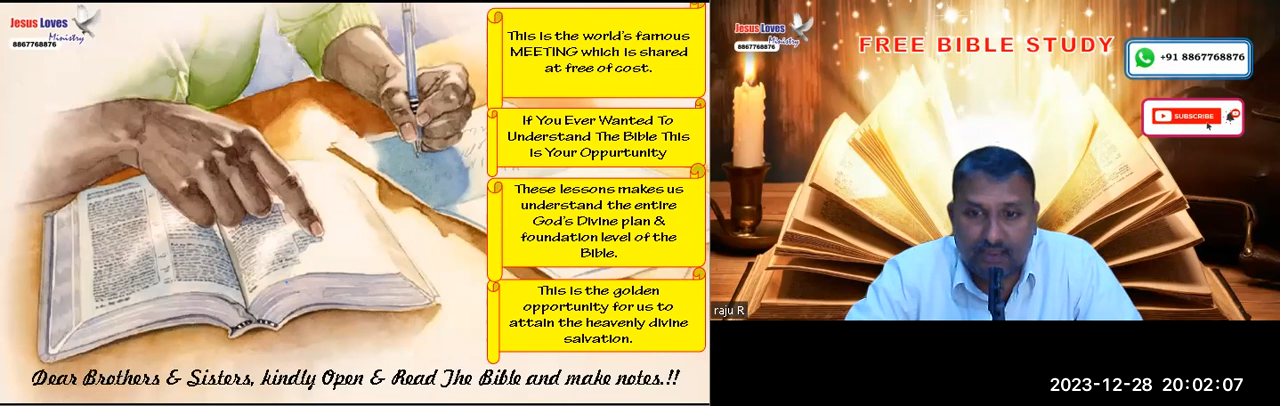 Jesus Loves
Ministry
8867768876
This is the world's famous
MEETING which is shared
at free of cost.
If You Ever Wanted To
Understand The Bible This
is Your Oppurtunity
These lessons makes us
understand the entire
God's Divine plan &
foundation level of the
Bible.
This is the golden
opportunity for us to
attain the heavenly divine
salvation.
Dear Brothers & Sisters, kindly Open & Read The Bible and make notes.!!
Jesus Loves
Ministry
8867768876
FREE BIBLE STUDY
+91 8867768876
SUBSCRIBE
raju R
2023-12-28 20:02:07